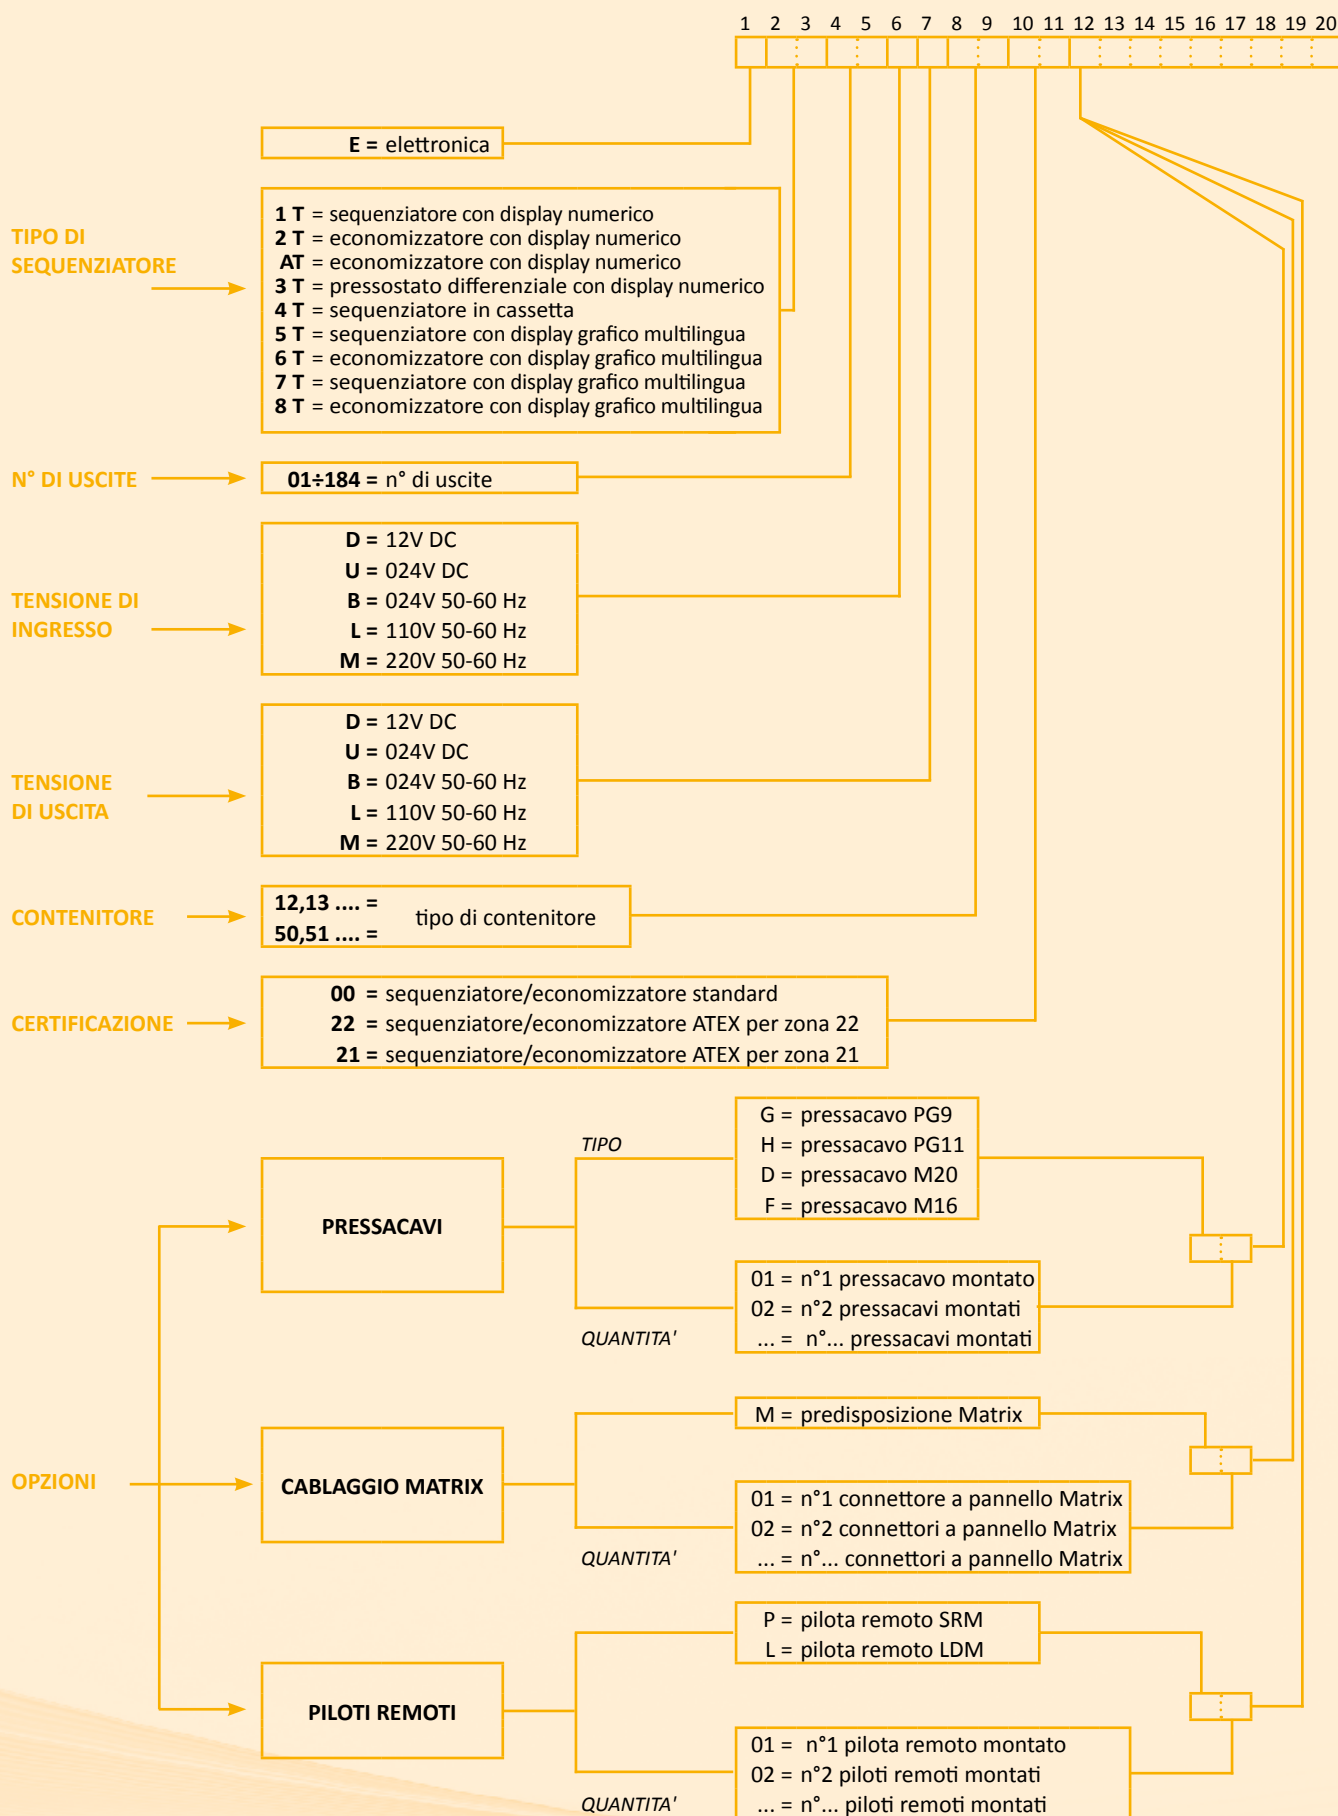 1 2 3 4 5 6 7 8 9 10 11 12 13 14 15 16 17 18 19 20
E = elettronica
TIPO DI
SEQUENZIATORE
1 T = sequenziatore con display numerico
2 T = economizzatore con display numerico
AT = economizzatore con display numerico
3 T = pressostato differenziale con display numerico
4 T = sequenziatore in cassetta
5 T = sequenziatore con display grafico multilingua
6 T = economizzatore con display grafico multilingua
7 T = sequenziatore con display grafico multilingua
8 T = economizzatore con display grafico multilingua
N° DI USCITE
01÷184 = n° di uscite
TENSIONE DI
INGRESSO
D = 12V DC
U = 024V DC
B = 024V 50-60 Hz
L = 110V 50-60 Hz
M = 220V 50-60 Hz
TENSIONE
DI USCITA
D = 12V DC
U = 024V DC
B = 024V 50-60 Hz
L = 110V 50-60 Hz
M = 220V 50-60 Hz
CONTENITORE
12,13 .... =
50,51 .... =
tipo di contenitore
CERTIFICAZIONE
00 = sequenziatore/economizzatore standard
22 = sequenziatore/economizzatore ATEX per zona 22
21 = sequenziatore/economizzatore ATEX per zona 21
OPZIONI
PRESSACAVI
TIPO
G = pressacavo PG9
H = pressacavo PG11
D = pressacavo M20
F = pressacavo M16
QUANTITA'
01 = n°1 pressacavo montato
02 = n°2 pressacavi montati
... = n°... pressacavi montati
CABLAGGIO MATRIX
M = predisposizione Matrix
QUANTITA'
01 = n°1 connettore a pannello Matrix
02 = n°2 connettori a pannello Matrix
... = n°... connettori a pannello Matrix
PILOTI REMOTI
P = pilota remoto SRM
L = pilota remoto LDM
QUANTITA'
01 = n°1 pilota remoto montato
02 = n°2 piloti remoti montati
... = n°... piloti remoti montati